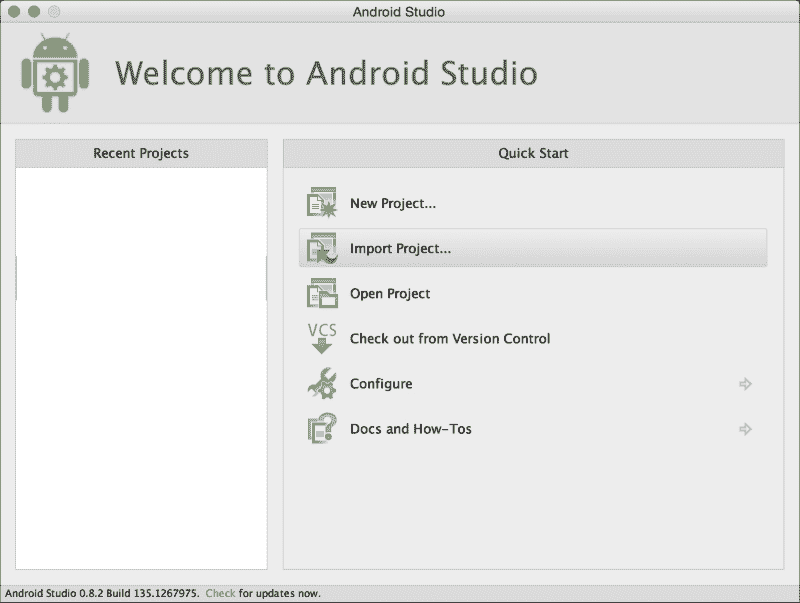 Android Studio
Welcome to Android Studio
Recent Projects
Quick Start
New Project...
Import Project...
Open Project
VCS
Check out from Version Control
Configure
Docs and How-Tos
Android Studio 0.8.2 Build 135.1267975. Check for updates now.